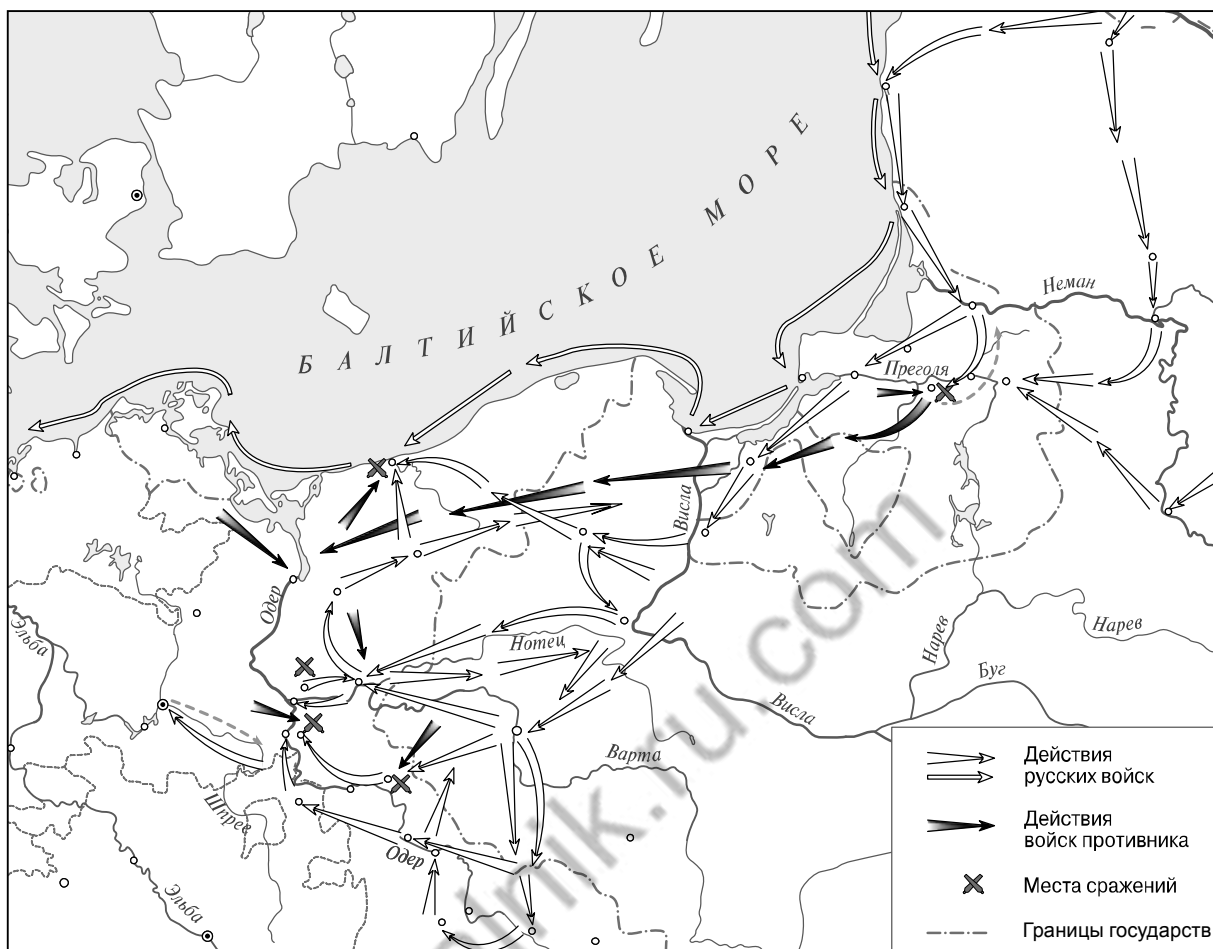 БАЛТИЙСКОЕ МОРЕ
Неман
Преголя
Висла
Одер
Эльба
Нотец
Нарев
Нарев
Буг
Висла
Варта
Шпрее
Одер
Эльба
Действия
русских войск
Действия
войск противника
Места сражений
Границы государств